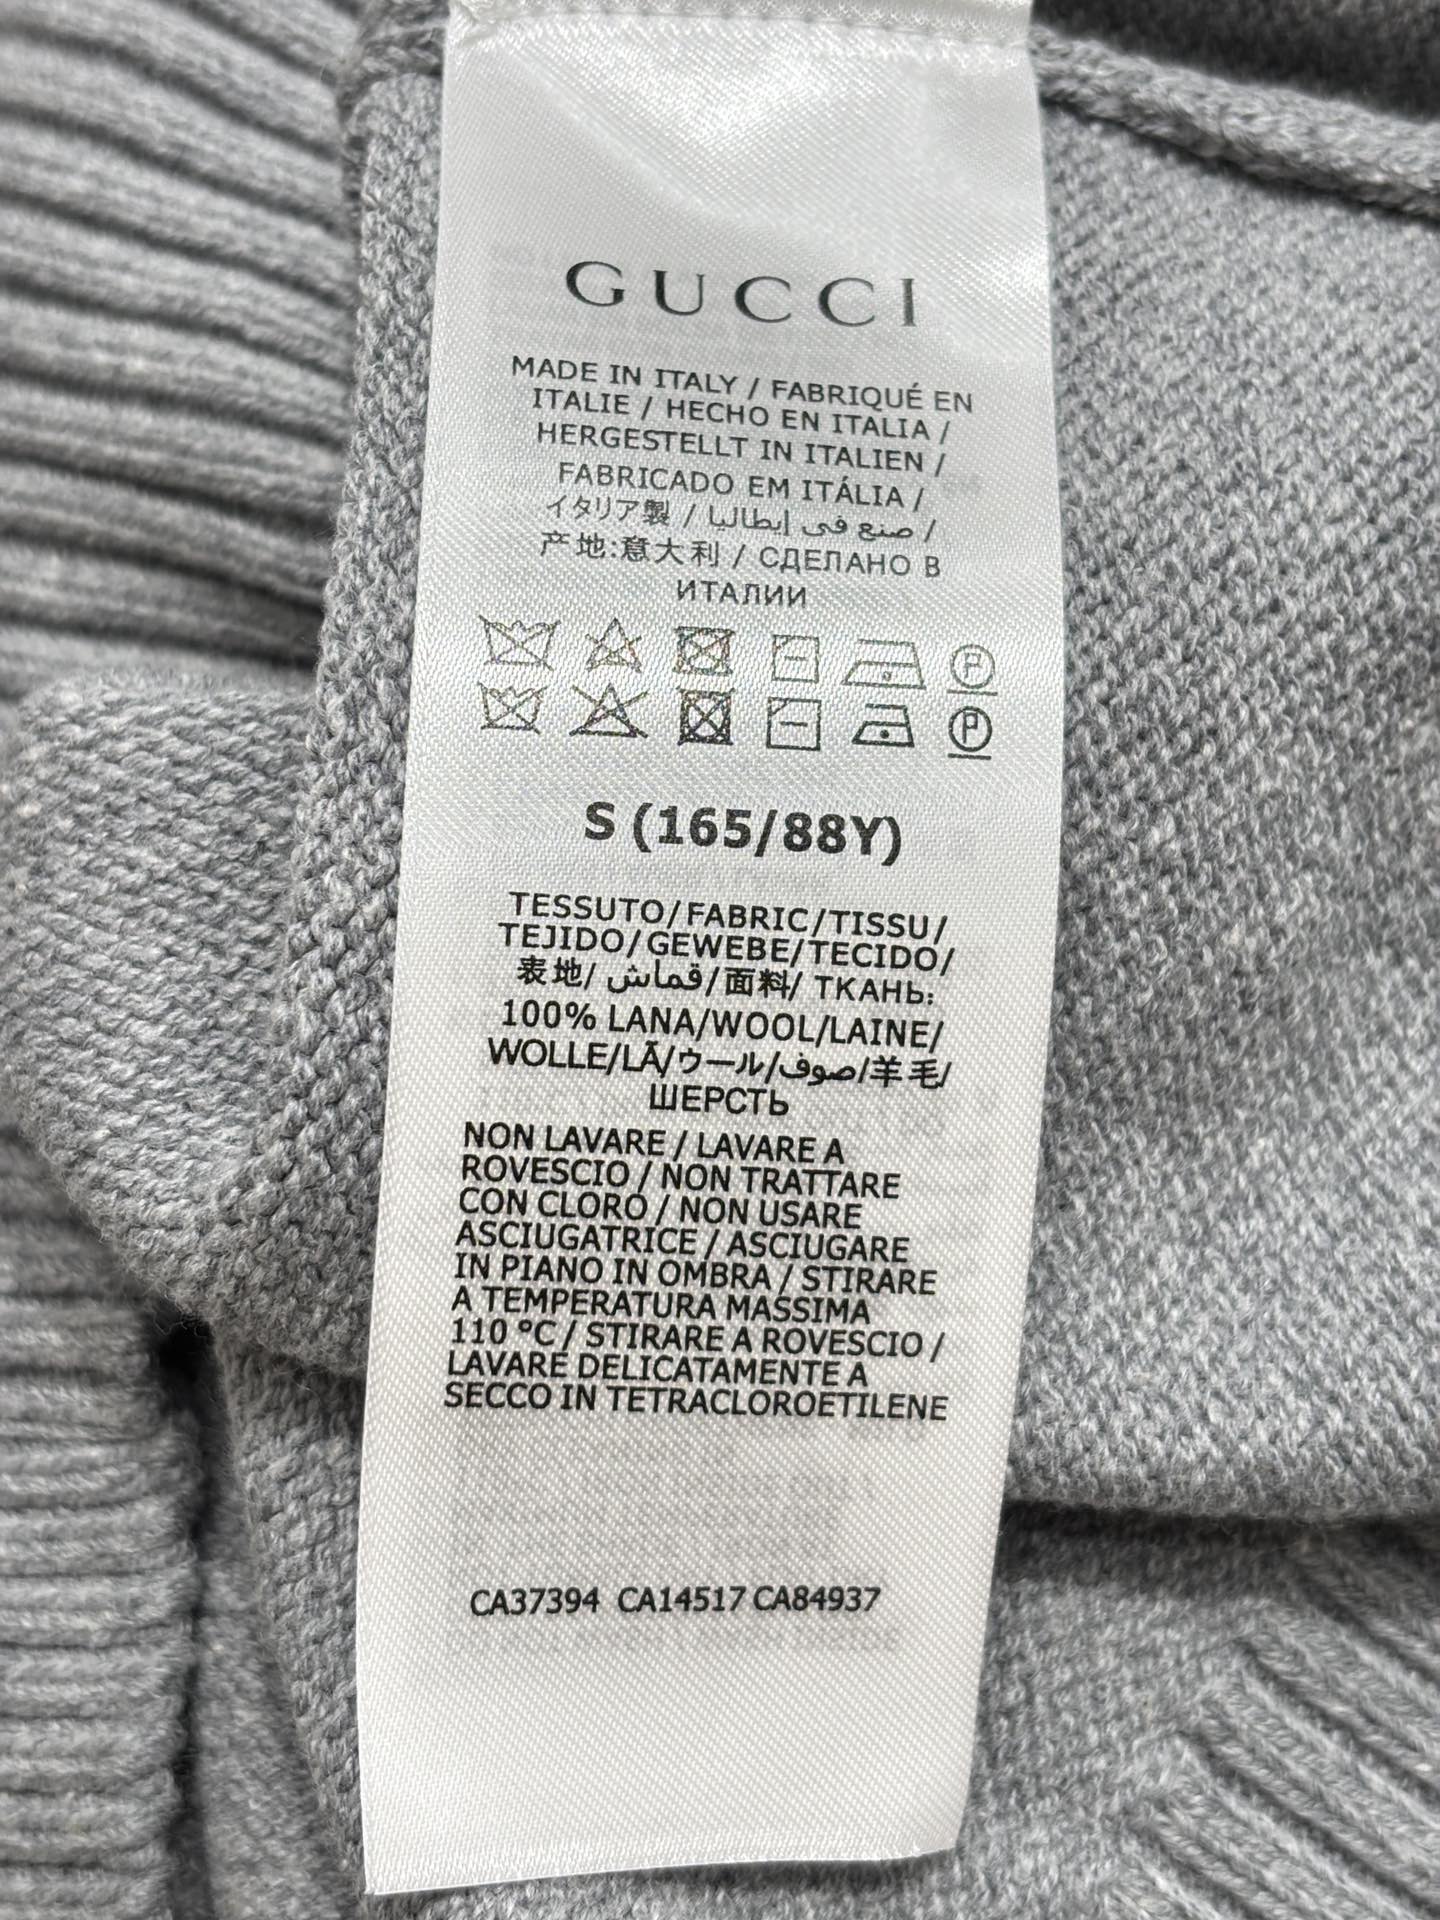 GUCCI
MADE IN ITALY / FABRIQUÉ EN
ITALIE / HECHO EN ITALIA /
HERGESTELLT IN ITALIEN /
FABRICADO EM ITÁLIA /
イタリア製 / صنع في إيطاليا /
产地:意大利 / СДЕЛАНО В
ИТАЛИИ
P
P
S (165/88Y)
TESSUTO/FABRIC/TISSU/
TEJIDO/GEWEBE/TECIDO/
表地/ قماش/面料/ ТКАНЬ:
100% LANA/WOOL/LAINE/
WOLLE/LÃ/ウール/صوف/羊毛/
ШЕРСТЬ
NON LAVARE / LAVARE A
ROVESCIO / NON TRATTARE
CON CLORO / NON USARE
ASCIUGATRICE / ASCIUGARE
IN PIANO IN OMBRA / STIRARE
A TEMPERATURA MASSIMA
110 °C / STIRARE A ROVESCIO /
LAVARE DELICATAMENTE A
SECCO IN TETRACLOROETILENE
CA37394 CA14517 CA84937